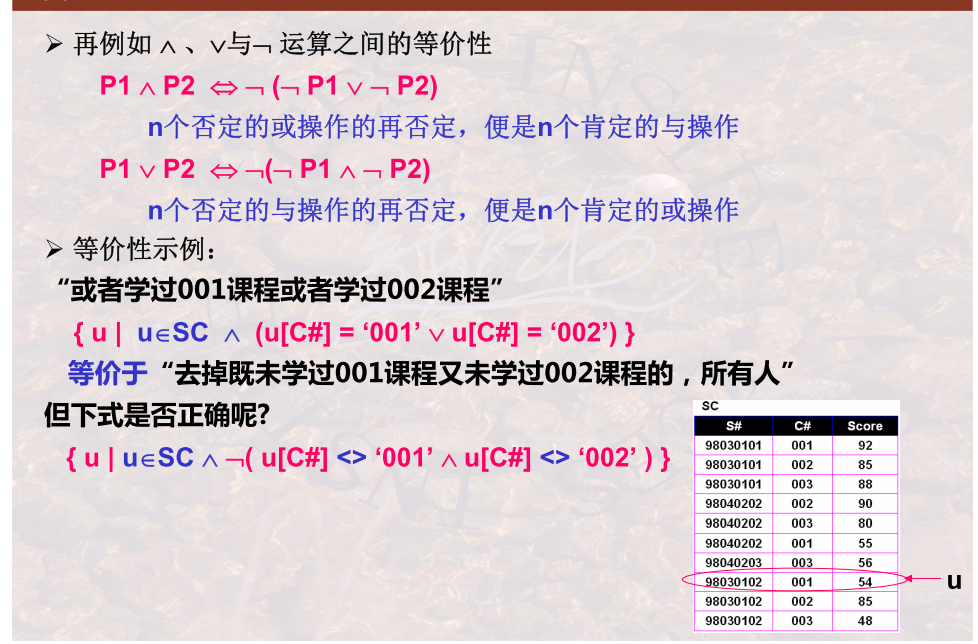 ➢ 再例如 ∧ 、∨与¬ 运算之间的等价性
P1 ∧ P2 ⇔ ¬ (¬ P1 ∨ ¬ P2)
n个否定的或操作的再否定，便是n个肯定的与操作
P1 ∨ P2 ⇔ ¬(¬ P1 ∧ ¬ P2)
n个否定的与操作的再否定，便是n个肯定的或操作
➢ 等价性示例：
“或者学过001课程或者学过002课程”
{ u | u∈SC ∧ (u[C#] = ‘001’ ∨ u[C#] = ‘002’) }
等价于“去掉既未学过001课程又未学过002课程的，所有人”
但下式是否正确呢?
{ u | u∈SC ∧ ¬( u[C#] <> ‘001’ ∧ u[C#] <> ‘002’ ) }
SC
S# C# Score
98030101 001 92
98030101 002 85
98030101 003 88
98040202 002 90
98040202 003 80
98040202 001 55
98040203 003 56
98030102 001 54
u
98030102 002 85
98030102 003 48